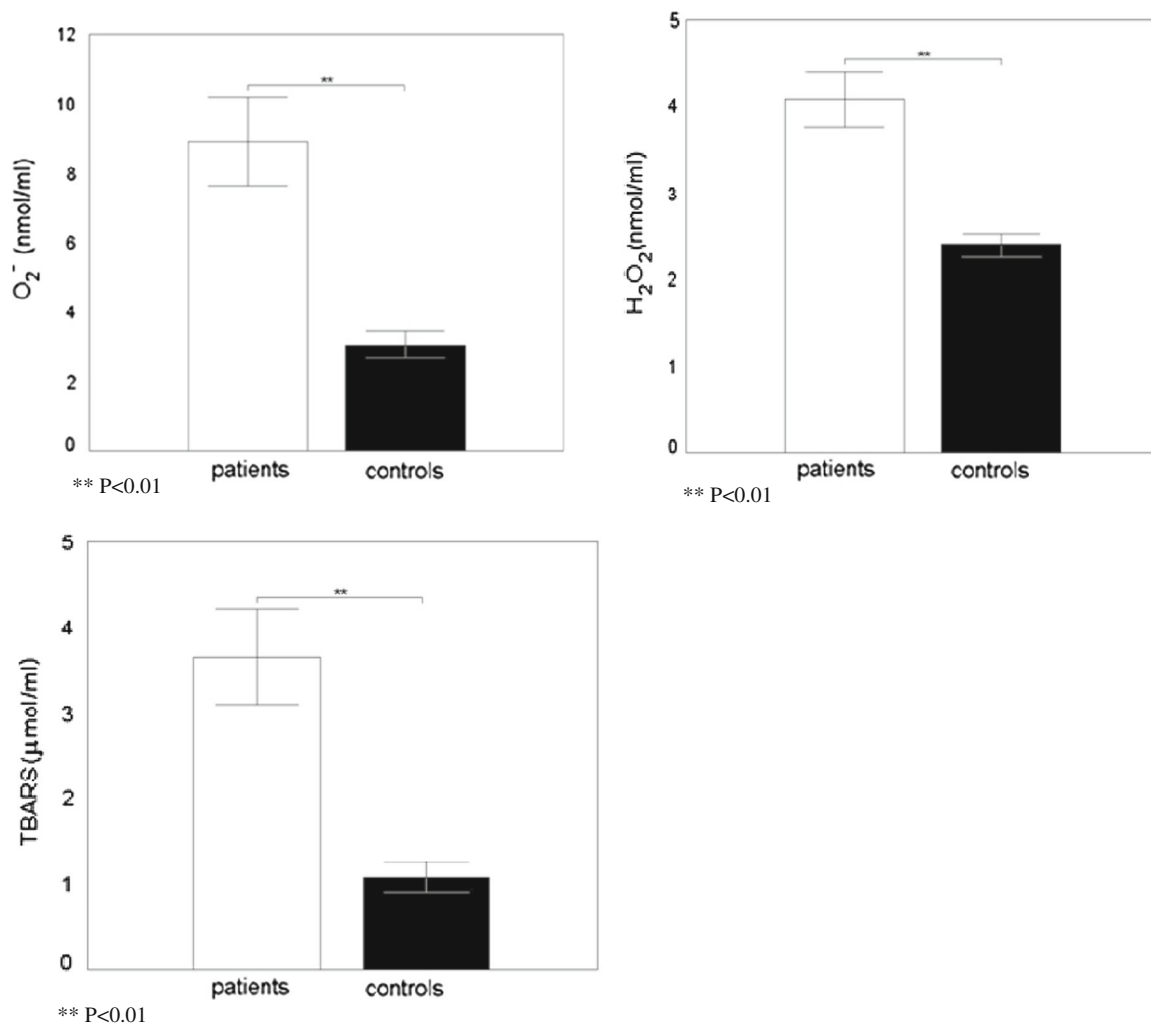 12
10
8
6
4
2
0
O₂⁻ (nmol/ml)
**
patients controls
** P<0.01
5
4
3
2
1
0
H₂O₂(nmol/ml)
**
patients controls
** P<0.01
5
4
3
2
1
0
TBARS(μmol/ml)
**
patients controls
** P<0.01